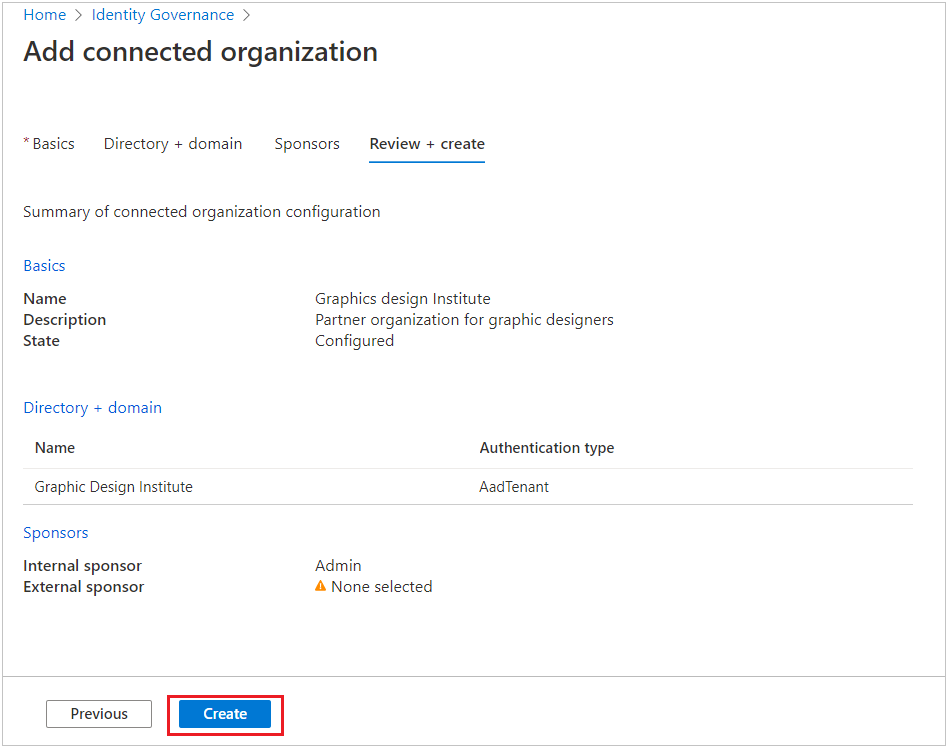 Home > Identity Governance >
Add connected organization
* Basics Directory + domain Sponsors Review + create
Summary of connected organization configuration
Basics
Name Graphics design Institute
Description Partner organization for graphic designers
State Configured
Directory + domain
Name Authentication type
Graphic Design Institute AadTenant
Sponsors
Internal sponsor Admin
External sponsor None selected
Previous Create